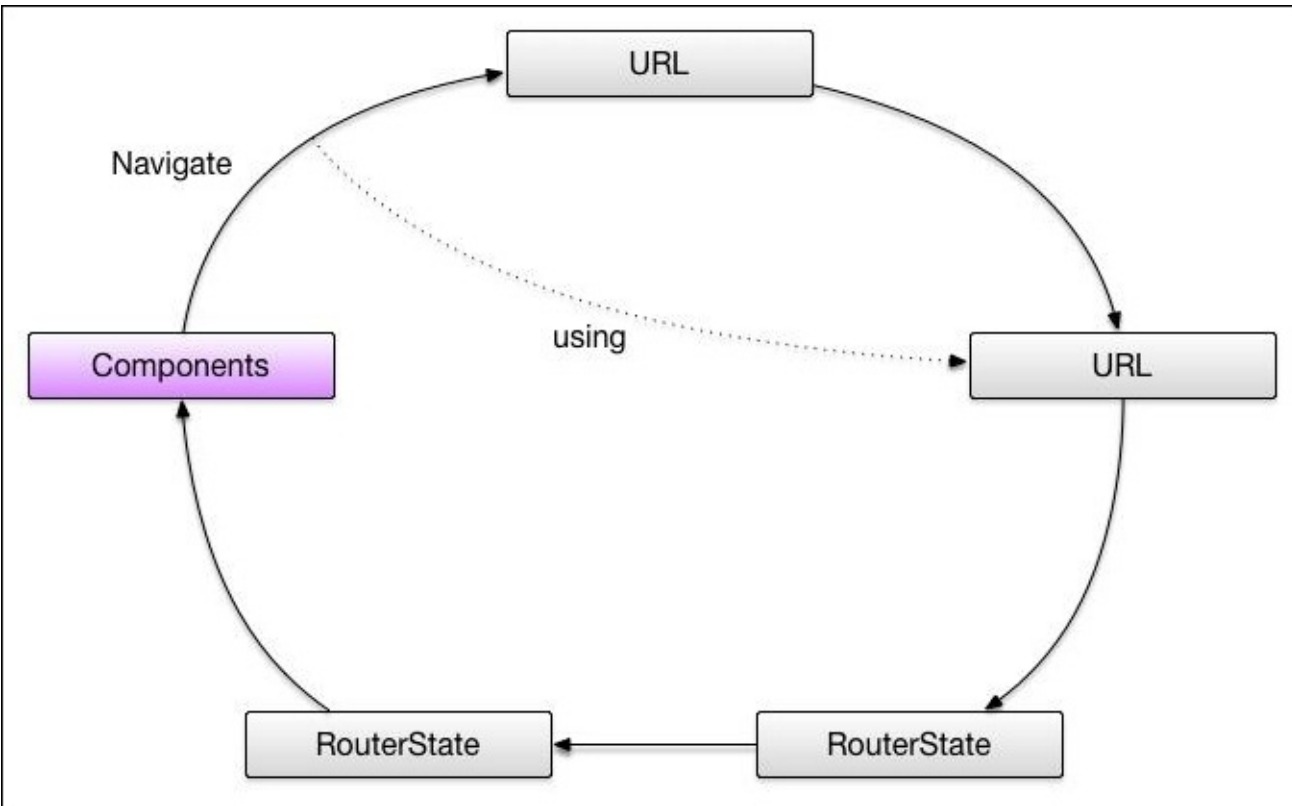 URL
Navigate
using
Components
URL
RouterState
RouterState